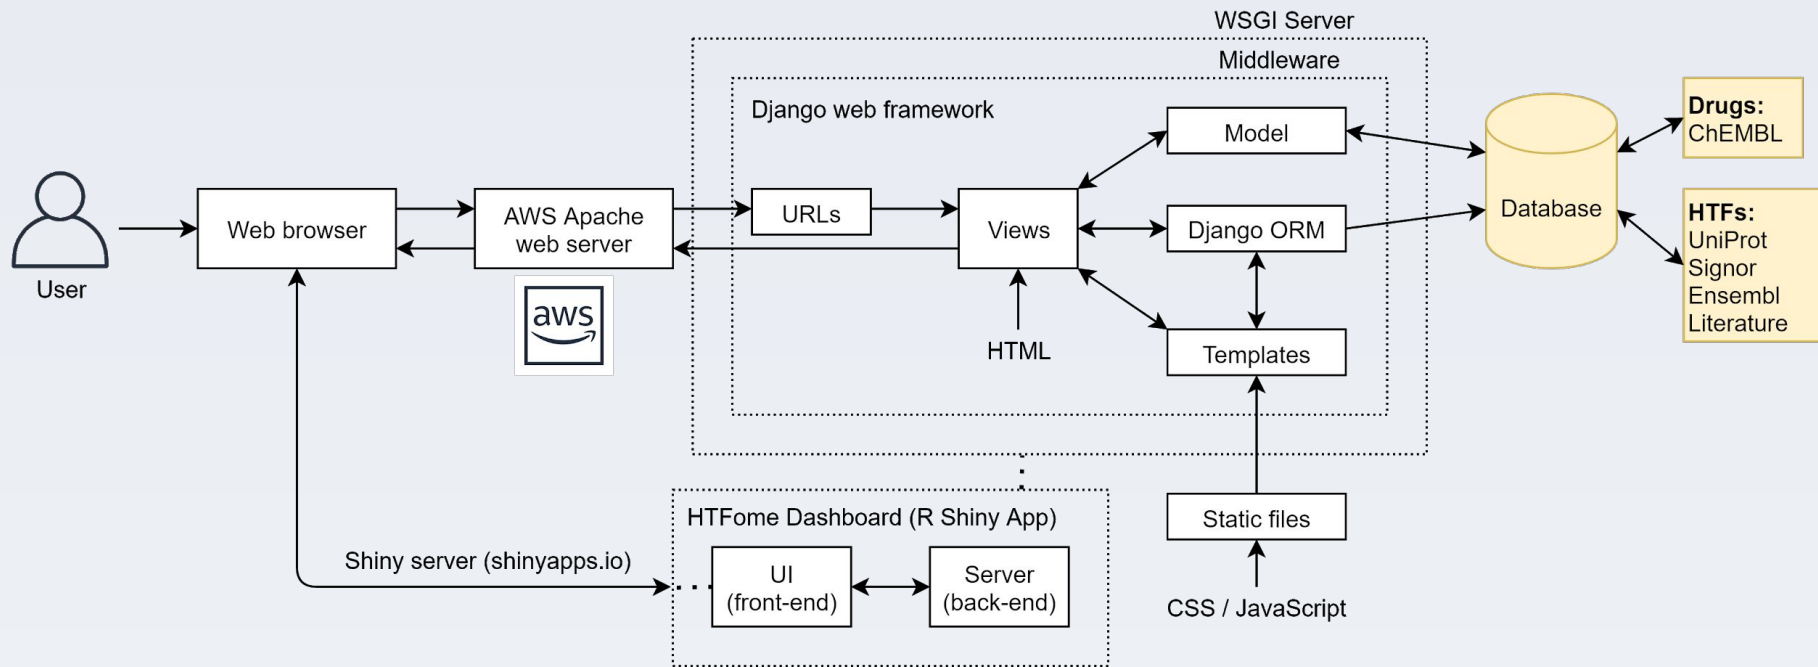 WSGI Server
Middleware
Django web framework
Model
Drugs:
ChEMBL
User
Web browser
AWS Apache
web server
aws
URLs
Views
Django ORM
Database
HTFs:
UniProt
Signor
Ensembl
Literature
HTML
Templates
HTFome Dashboard (R Shiny App)
Static files
Shiny server (shinyapps.io)
UI
(front-end)
Server
(back-end)
CSS / JavaScript